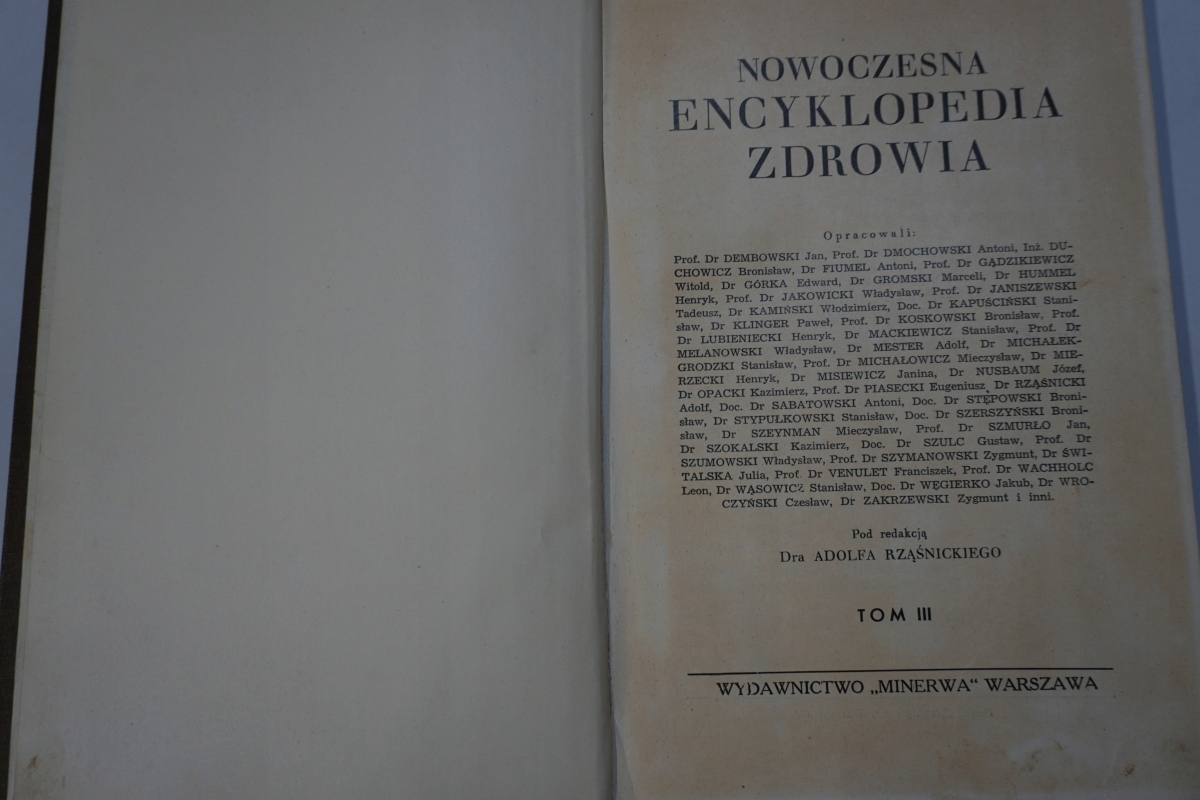 NOWOCZESNA
ENCYKLOPEDIA
ZDROWIA
Opracowali:
Prof. Dr DEMBOWSKI Jan, Prof. Dr DMOCHOWSKI Antoni, Inż. DU-
CHOWICZ Bronisław, Dr FIUMEL Antoni, Prof. Dr GĄDZIKIEWICZ
Witold, Dr GÓRKA Edward, Dr GROMSKI Marceli, Dr HUMMEL
Henryk, Prof. Dr JAKOWICKI Władysław, Prof. Dr JANISZEWSKI
Tadeusz, Dr KAMIŃSKI Włodzimierz, Doc. Dr KAPUŚCIŃSKI Stani-
sław, Dr KLINGER Paweł, Prof. Dr KOSKOWSKI Bronisław, Prof.
Dr LUBIENIECKI Henryk, Dr MACKIEWICZ Stanisław, Prof. Dr
MELANOWSKI Władysław, Dr MESTER Adolf, Dr MICHAŁEK-
GRODZKI Stanisław, Prof. Dr MICHAŁOWICZ Mieczysław, Dr MIE-
RZECKI Henryk, Dr MISIEWICZ Janina, Dr NUSBAUM Józef,
Dr OPACKI Kazimierz, Prof. Dr PIASECKI Eugeniusz, Dr RZĄŚNICKI
Adolf, Doc. Dr SABATOWSKI Antoni, Doc. Dr STĘPOWSKI Broni-
sław, Dr STYPUŁKOWSKI Stanisław, Doc. Dr SZERSZYŃSKI Broni-
sław, Dr SZEYNMAN Mieczysław, Prof. Dr SZMURŁO Jan,
Dr SZOKALSKI Kazimierz, Doc. Dr SZULC Gustaw, Prof. Dr
SZUMOWSKI Władysław, Prof. Dr SZYMANOWSKI Zygmunt, Dr ŚWI-
TALSKA Julia, Prof. Dr VENULET Franciszek, Prof. Dr WACHHOLC
Leon, Dr WĄSOWICZ Stanisław, Doc. Dr WĘGIERKO Jakub, Dr WRO-
CZYŃSKI Czesław, Dr ZAKRZEWSKI Zygmunt i inni.
Pod redakcją
Dra ADOLFA RZĄŚNICKIEGO
TOM III
WYDAWNICTWO „MINERWA" WARSZAWA